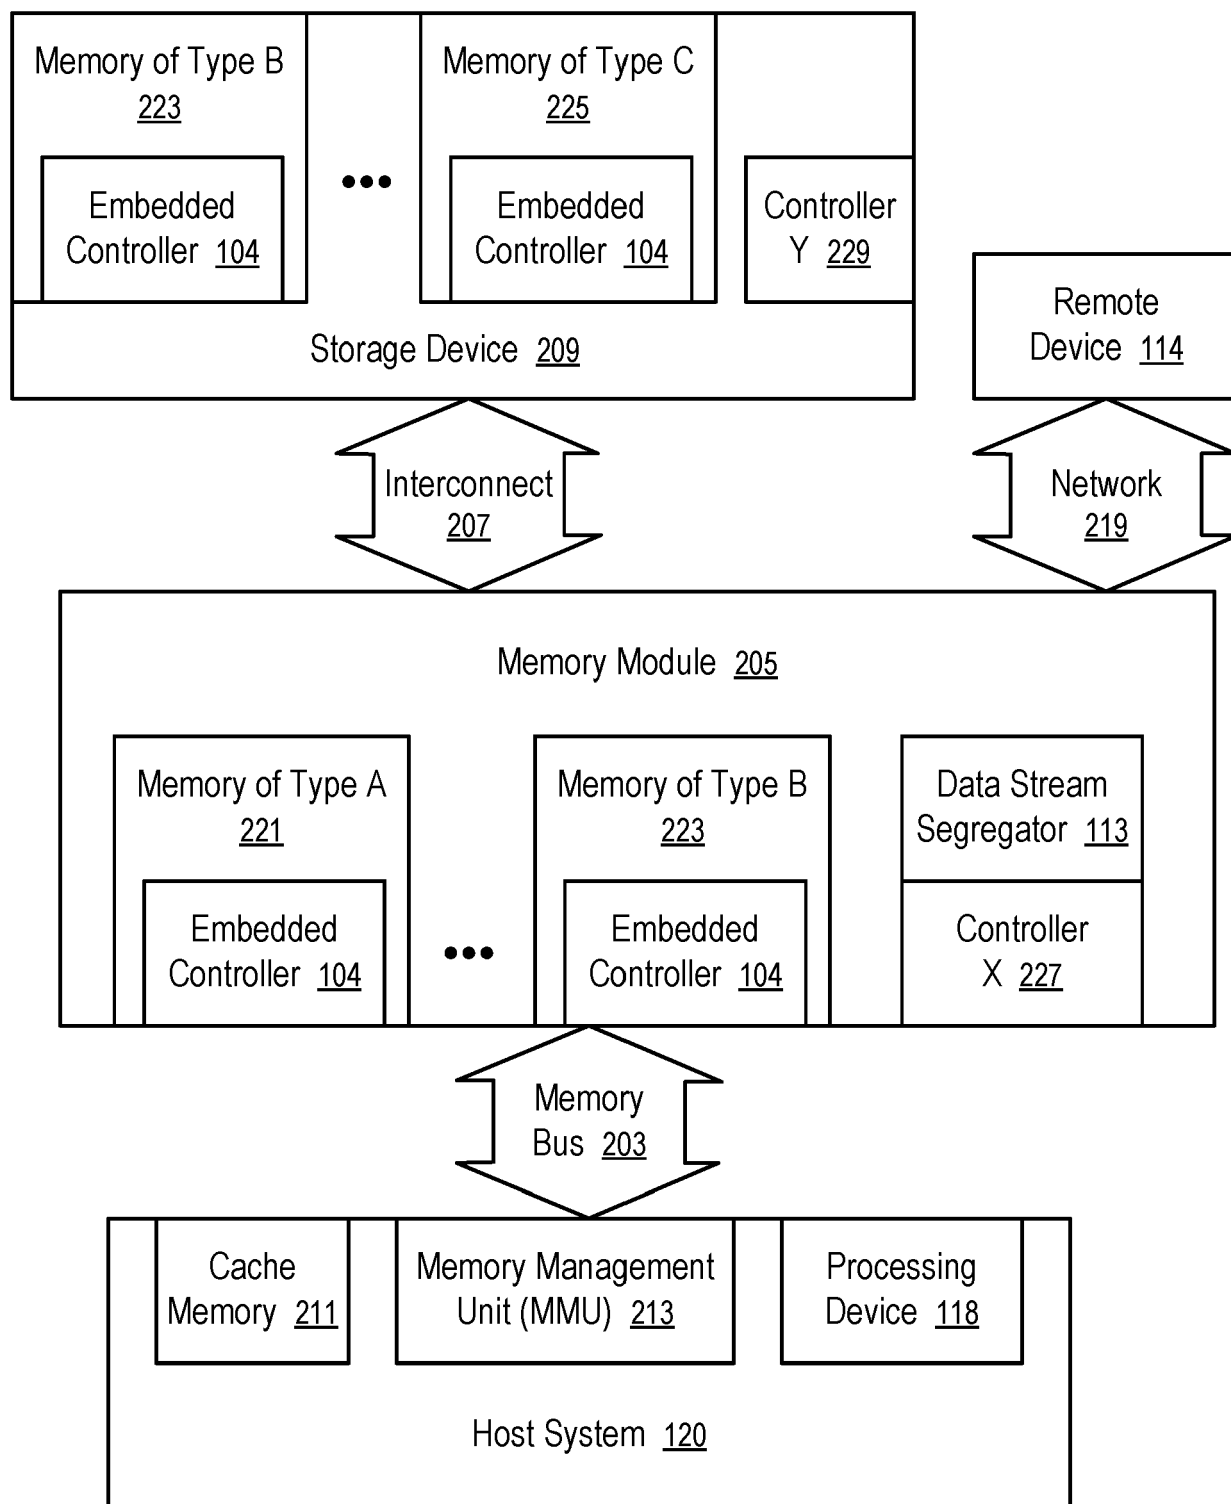 Memory of Type B
223
Embedded
Controller 104
•••
Memory of Type C
225
Embedded
Controller 104
Controller
Y 229
Storage Device 209
Remote
Device 114
Interconnect
207
Network
219
Memory Module 205
Memory of Type A
221
Embedded
Controller 104
•••
Memory of Type B
223
Embedded
Controller 104
Data Stream
Segregator 113
Controller
X 227
Memory
Bus 203
Cache
Memory 211
Memory Management
Unit (MMU) 213
Processing
Device 118
Host System 120